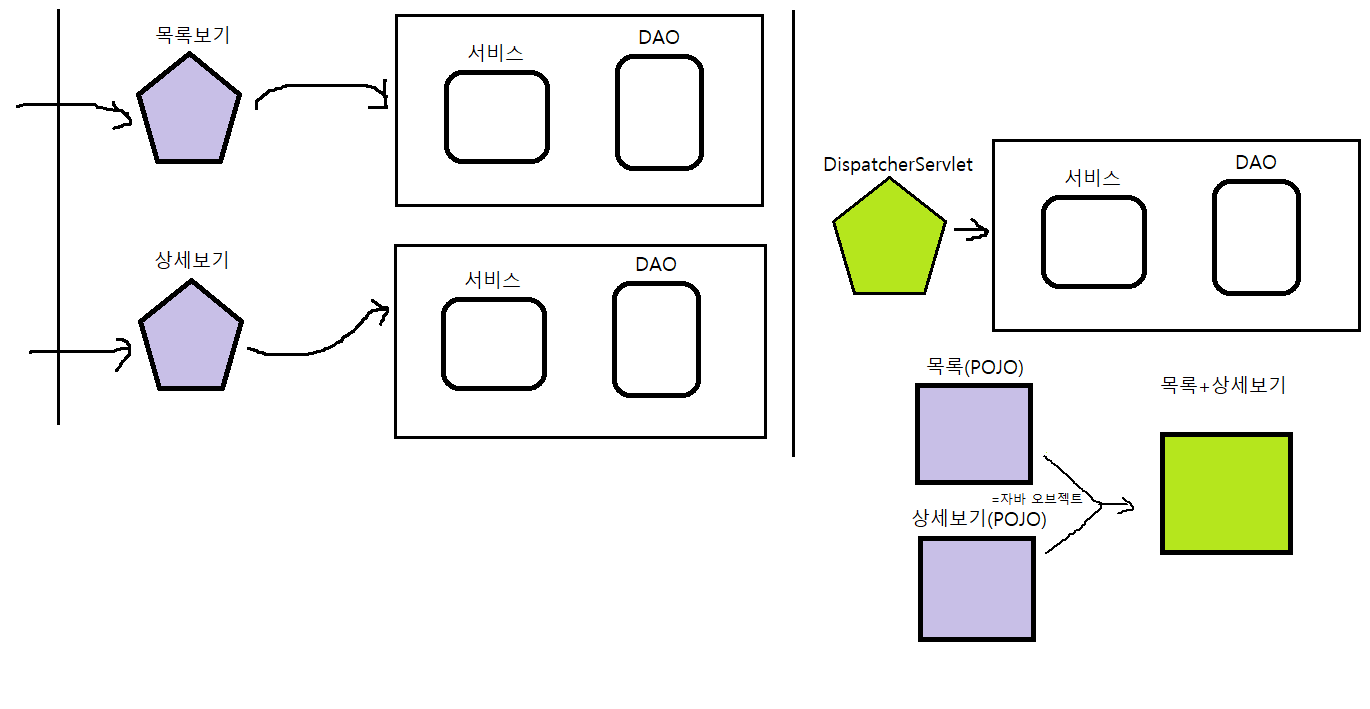 목록보기
서비스
DAO
상세보기
서비스
DAO
DispatcherServlet
서비스
DAO
목록(POJO)
=자바 오브젝트
상세보기(POJO)
목록+상세보기